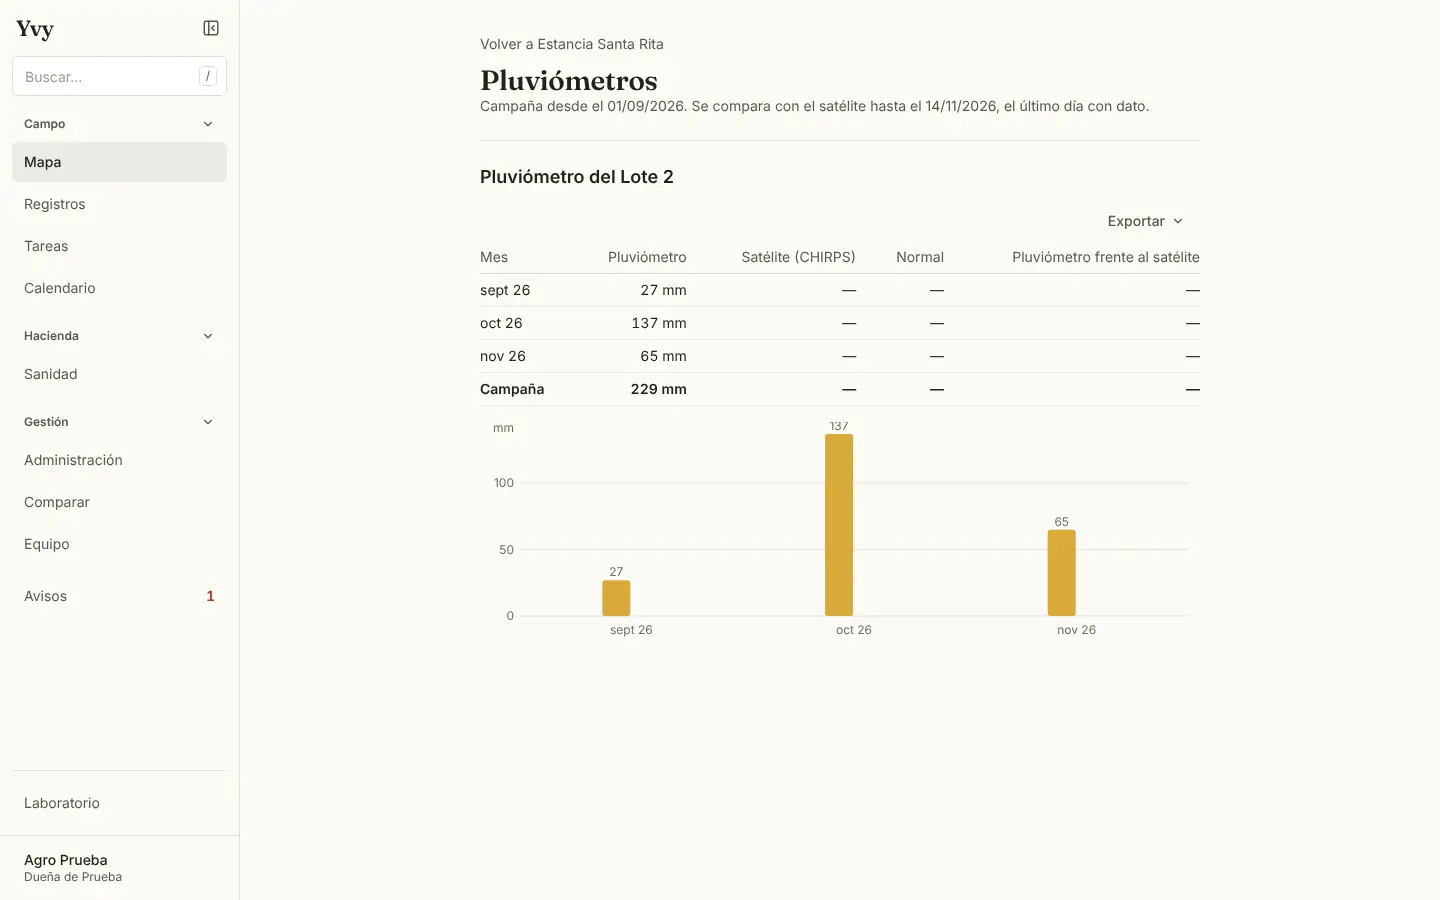 Yvy
Buscar... /
Campo
Mapa
Registros
Tareas
Calendario
Hacienda
Sanidad
Gestión
Administración
Comparar
Equipo
Avisos 1
Laboratorio
Agro Prueba
Dueña de Prueba
Volver a Estancia Santa Rita
Pluviómetros
Campaña desde el 01/09/2026. Se compara con el satélite hasta el 14/11/2026, el último día con dato.
Pluviómetro del Lote 2
Exportar
Mes Pluviómetro Satélite (CHIRPS) Normal Pluviómetro frente al satélite
sept 26 27 mm — — —
oct 26 137 mm — — —
nov 26 65 mm — — —
Campaña 229 mm — — —
mm 137
100
65
50
27
0
sept 26 oct 26 nov 26